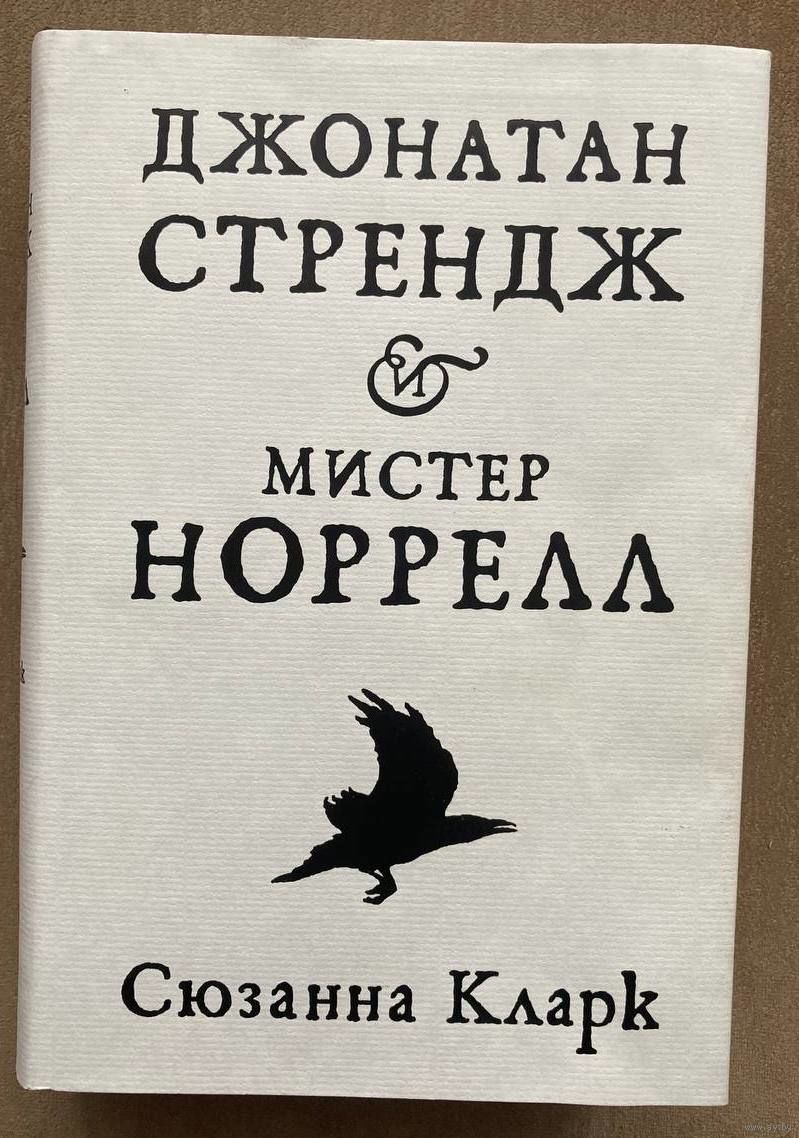 ДЖОНАТАН
СТРЕНДЖ
И
МИСТЕР
НОРРЕЛЛ
Сюзанна Кларк